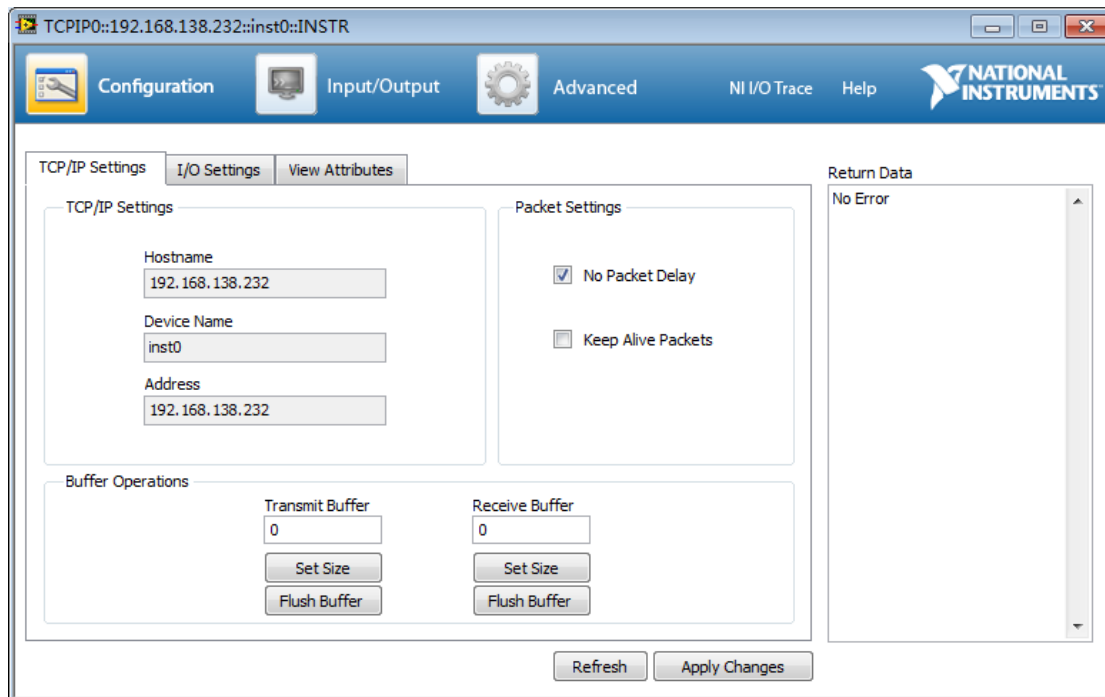 TCPIP0::192.168.138.232::inst0::INSTR
Configuration
Input/Output
Advanced
NI I/O Trace
Help
NATIONAL
INSTRUMENTS
TCP/IP Settings
I/O Settings
View Attributes
TCP/IP Settings
Hostname
192.168.138.232
Device Name
inst0
Address
192.168.138.232
Packet Settings
No Packet Delay
Keep Alive Packets
Buffer Operations
Transmit Buffer
0
Set Size
Flush Buffer
Receive Buffer
0
Set Size
Flush Buffer
Refresh
Apply Changes
Return Data
No Error